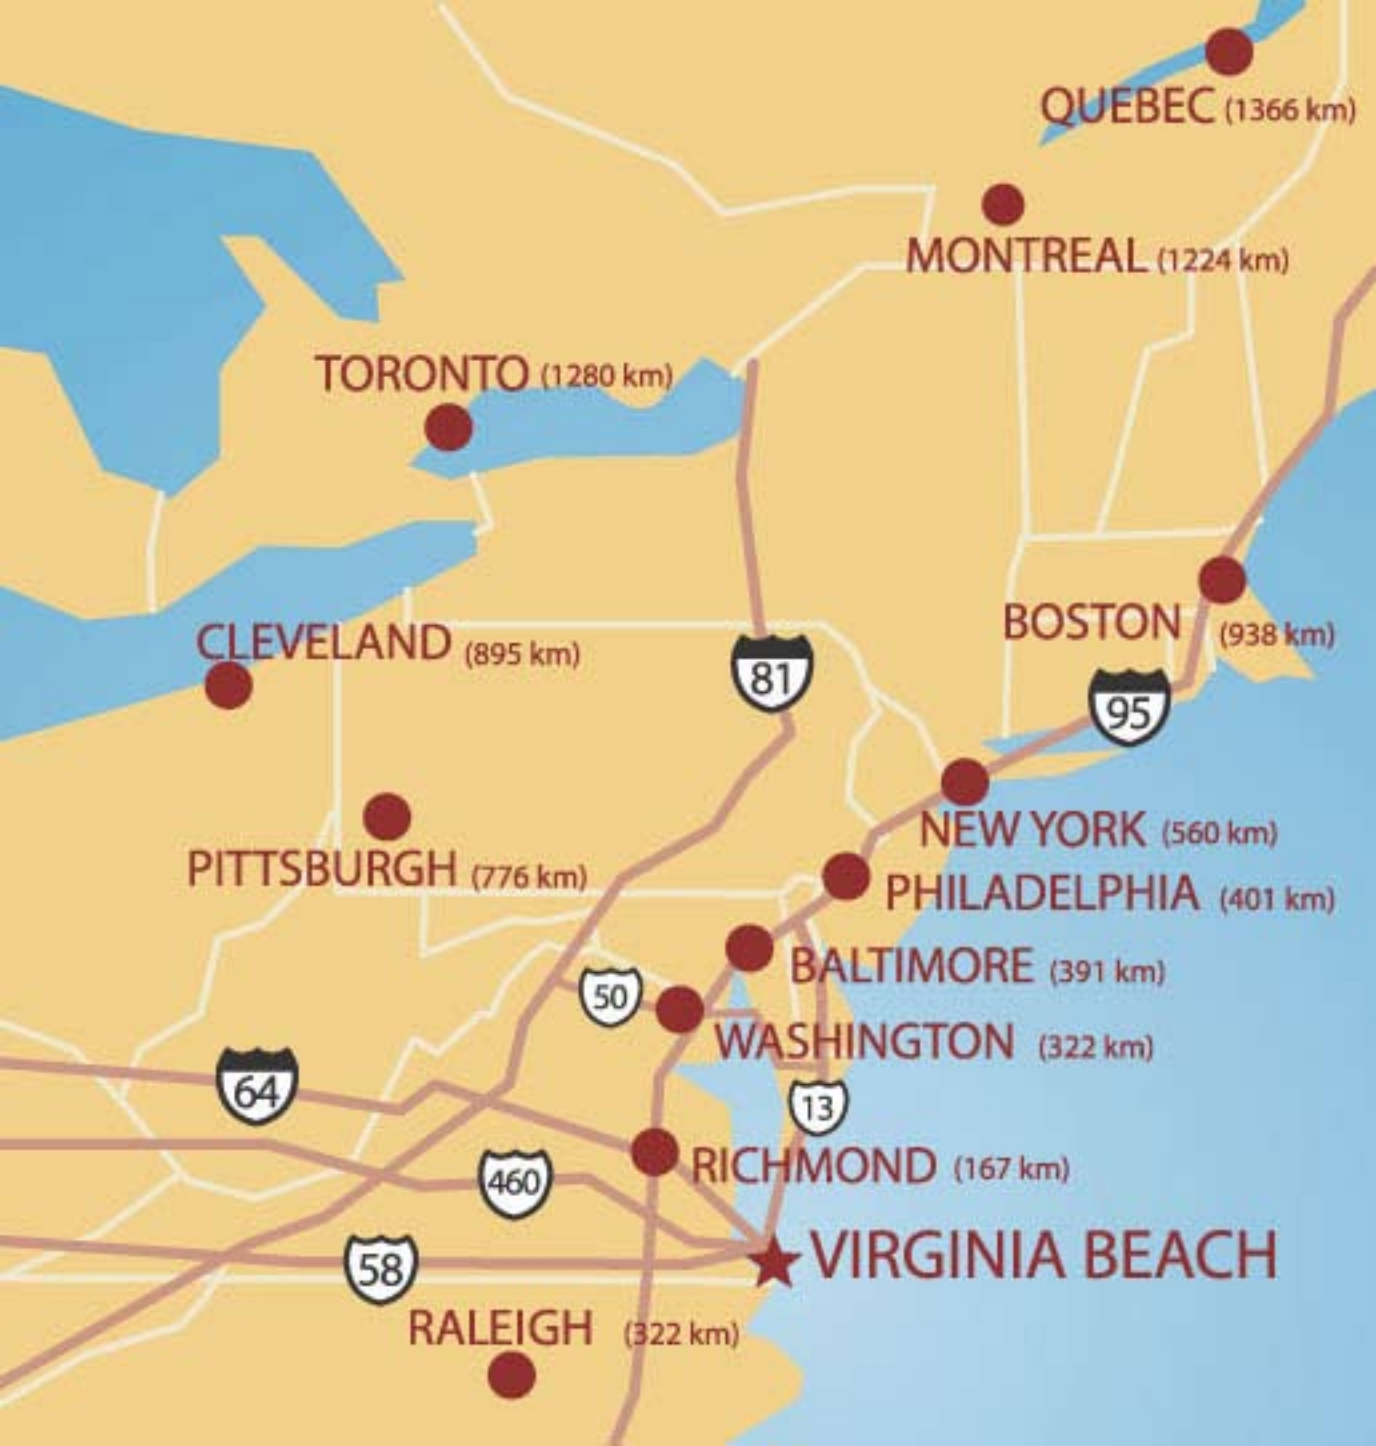 QUEBEC (1366 km)
MONTREAL (1224 km)
TORONTO (1280 km)
BOSTON (938 km)
CLEVELAND (895 km)
81
95
NEW YORK (560 km)
PITTSBURGH (776 km)
PHILADELPHIA (401 km)
BALTIMORE (391 km)
50
WASHINGTON (322 km)
64
13
RICHMOND (167 km)
460
VIRGINIA BEACH
58
RALEIGH (322 km)